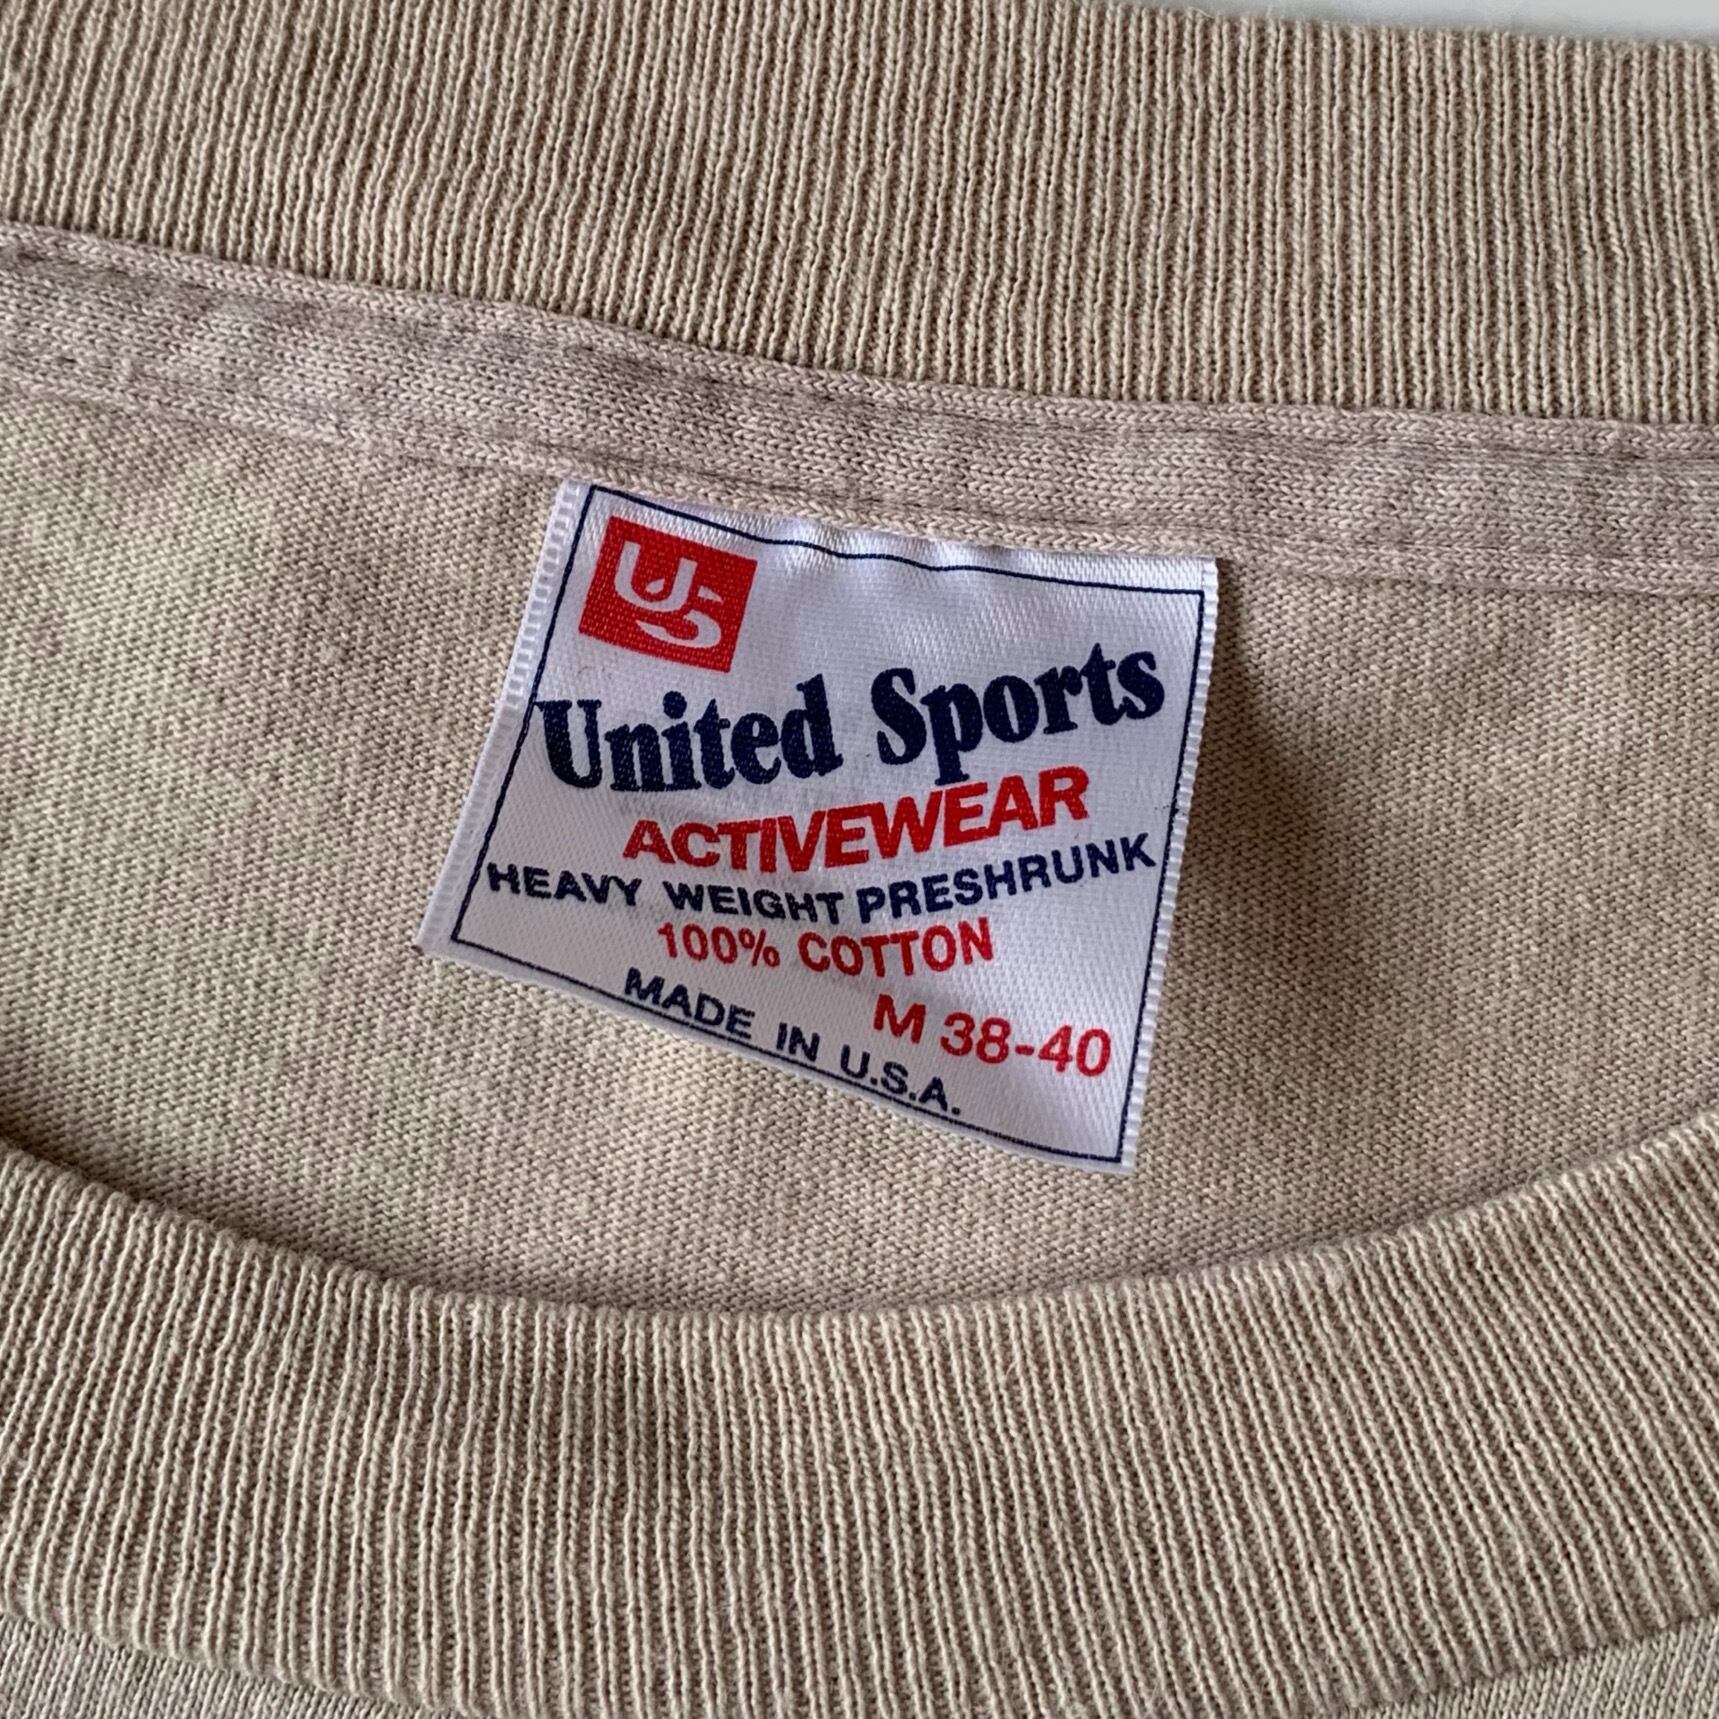 US
United Sports
ACTIVEWEAR
HEAVY WEIGHT PRESHRUNK
100% COTTON
M 38-40
MADE IN U.S.A.